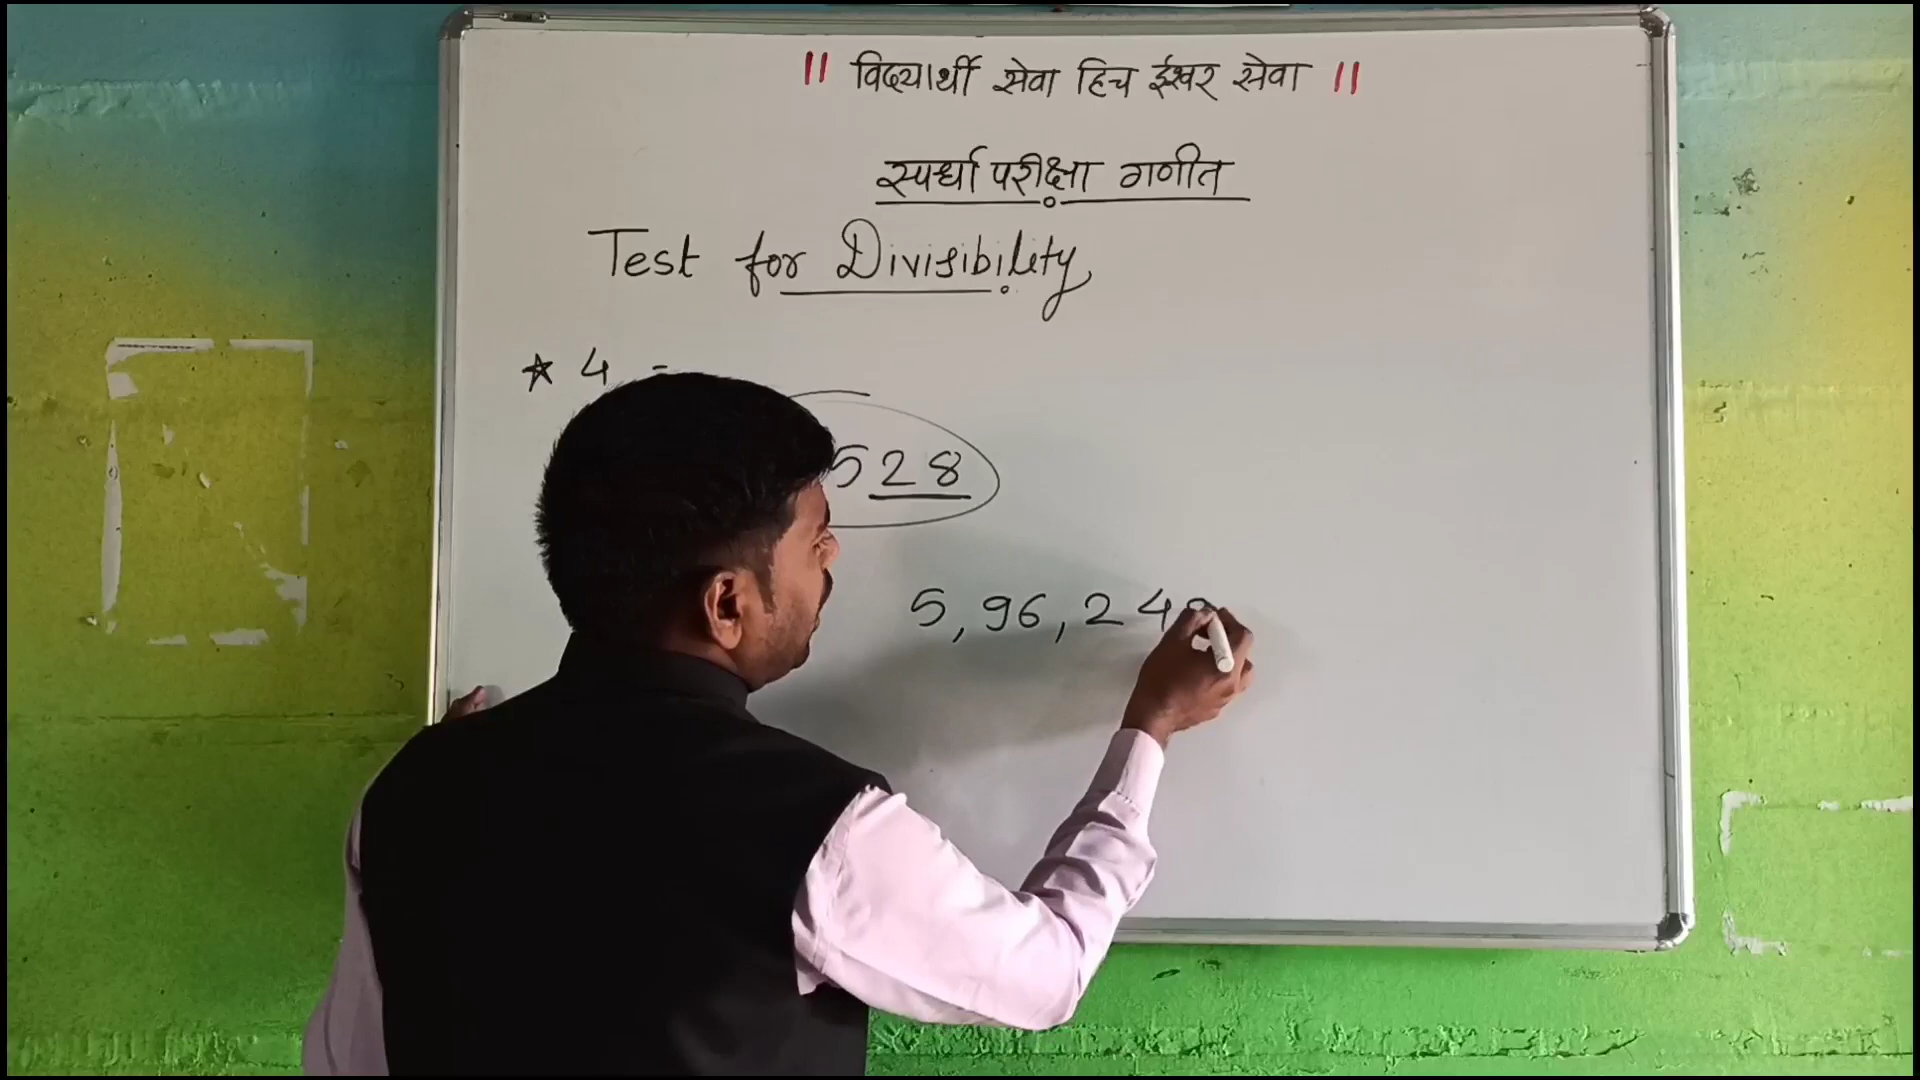 || विद्यार्थी सेवा हिच ईश्वर सेवा ||
स्पर्धा परीक्षा गणीत
Test for Divisibility
★ 4 =
528
5,96,24